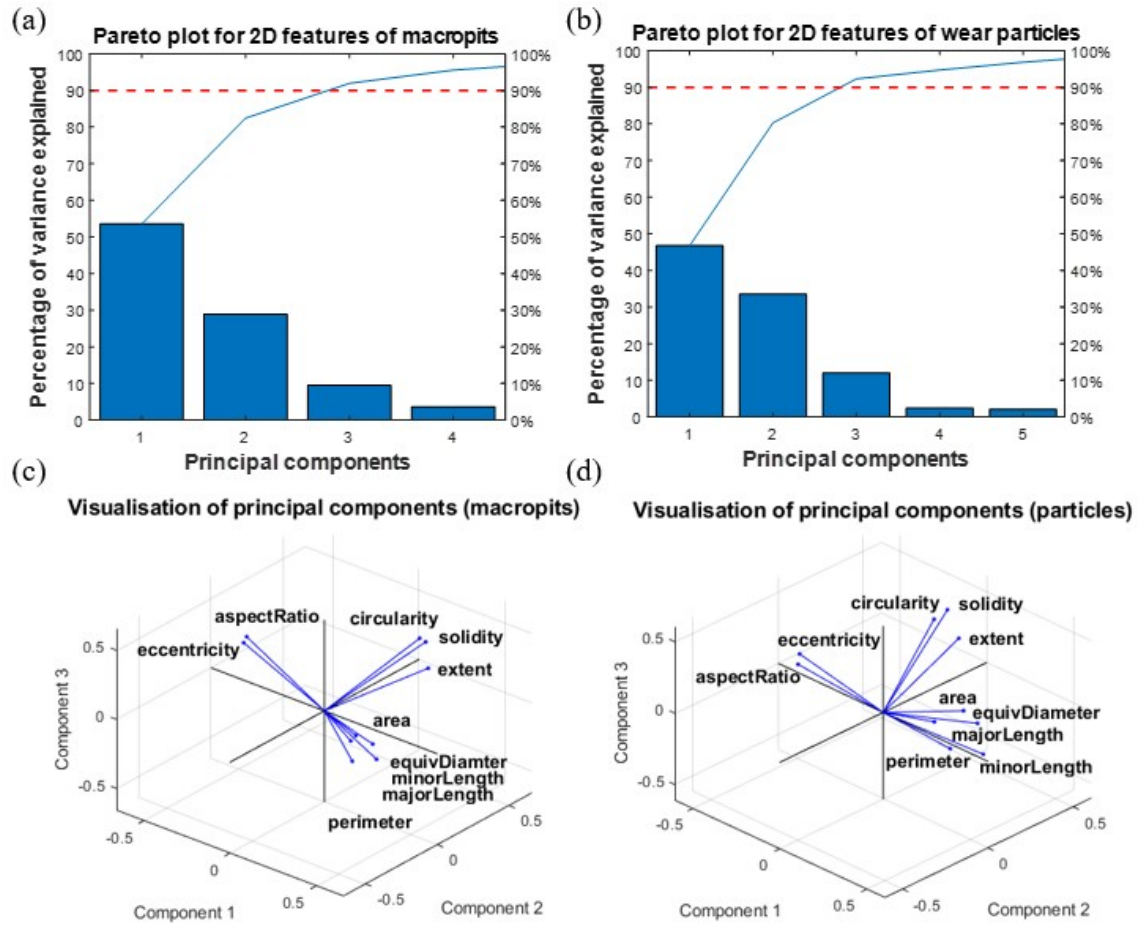 (a)
Pareto plot for 2D features of macropits
100
90
80
70
60
50
40
30
20
10
0
100%
90%
80%
70%
60%
50%
40%
30%
20%
10%
0%
Percentage of variance explained
1 2 3 4
Principal components
(b)
Pareto plot for 2D features of wear particles
100
90
80
70
60
50
40
30
20
10
0
100%
90%
80%
70%
60%
50%
40%
30%
20%
10%
0%
Percentage of variance explained
1 2 3 4 5
Principal components
(c)
Visualisation of principal components (macropits)
aspectRatio
circularity
eccentricity
solidity
extent
area
equivDiamter
minorLength
majorLength
perimeter
0.5
0
-0.5
Component 3
-0.5
0
0.5
Component 1
-0.5
0
0.5
Component 2
(d)
Visualisation of principal components (particles)
circularity
solidity
eccentricity
extent
aspectRatio
area
equivDiameter
majorLength
perimeter
minorLength
0.5
0
-0.5
Component 3
-0.5
0
0.5
Component 1
-0.5
0
0.5
Component 2